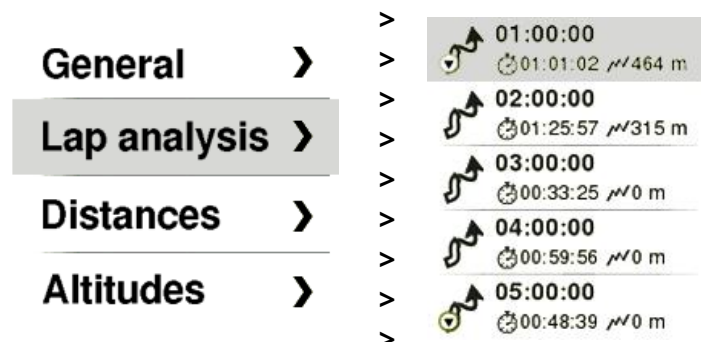 General
Lap analysis
Distances
Altitudes
>
>
>
>
>
>
>
>
>
01:00:00
01:01:02 464 m
02:00:00
01:25:57 315 m
03:00:00
00:33:25 0 m
04:00:00
00:59:56 0 m
05:00:00
00:48:39 0 m